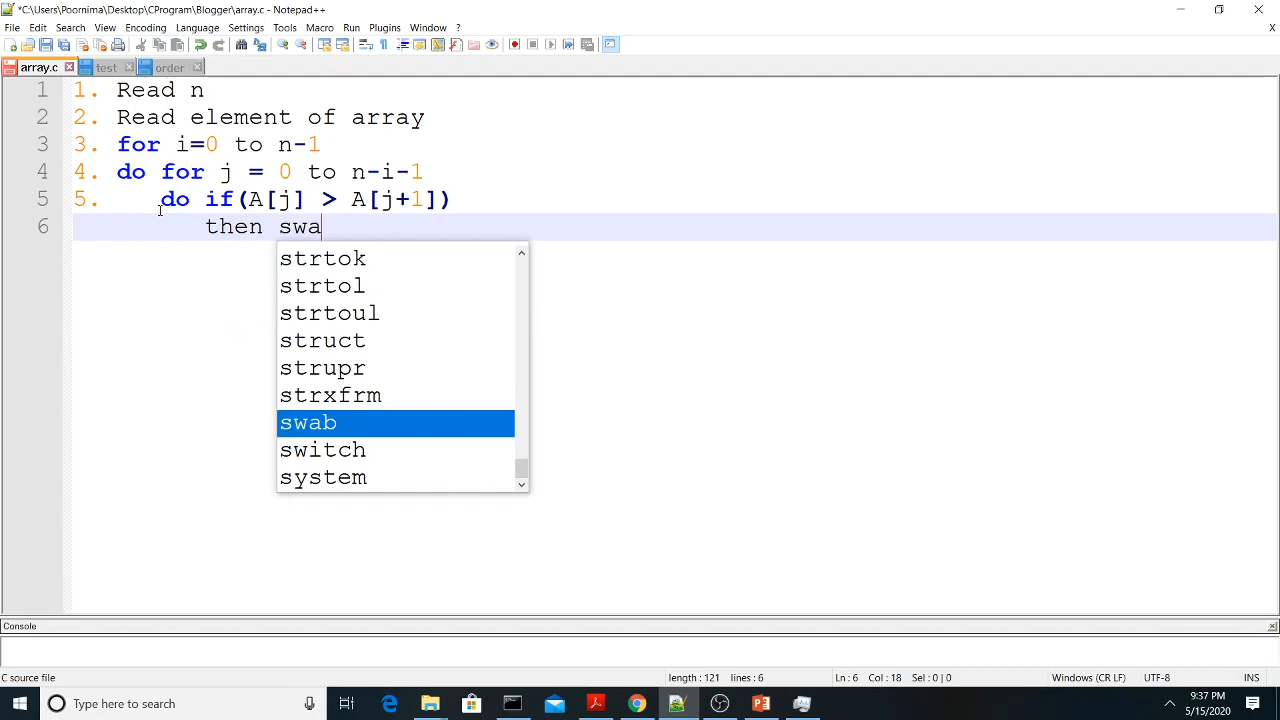 *C:\Users\Poornima\Desktop\CProgram\Blogger\array.c - Notepad++
File Edit Search View Encoding Language Settings Tools Macro Run Plugins Window ? X
array.c test order
1 1. Read n
2 2. Read element of array
3 3. for i=0 to n-1
4 4. do for j = 0 to n-i-1
5 5. do if(A[j] > A[j+1])
6 then swa
strtok
strtol
strtoul
struct
strupr
strxfrm
swab
switch
system
Console
C source file length : 121 lines : 6 Ln : 6 Col : 18 Sel : 0 | 0 Windows (CR LF) UTF-8 INS
Type here to search
9:37 PM
5/15/2020